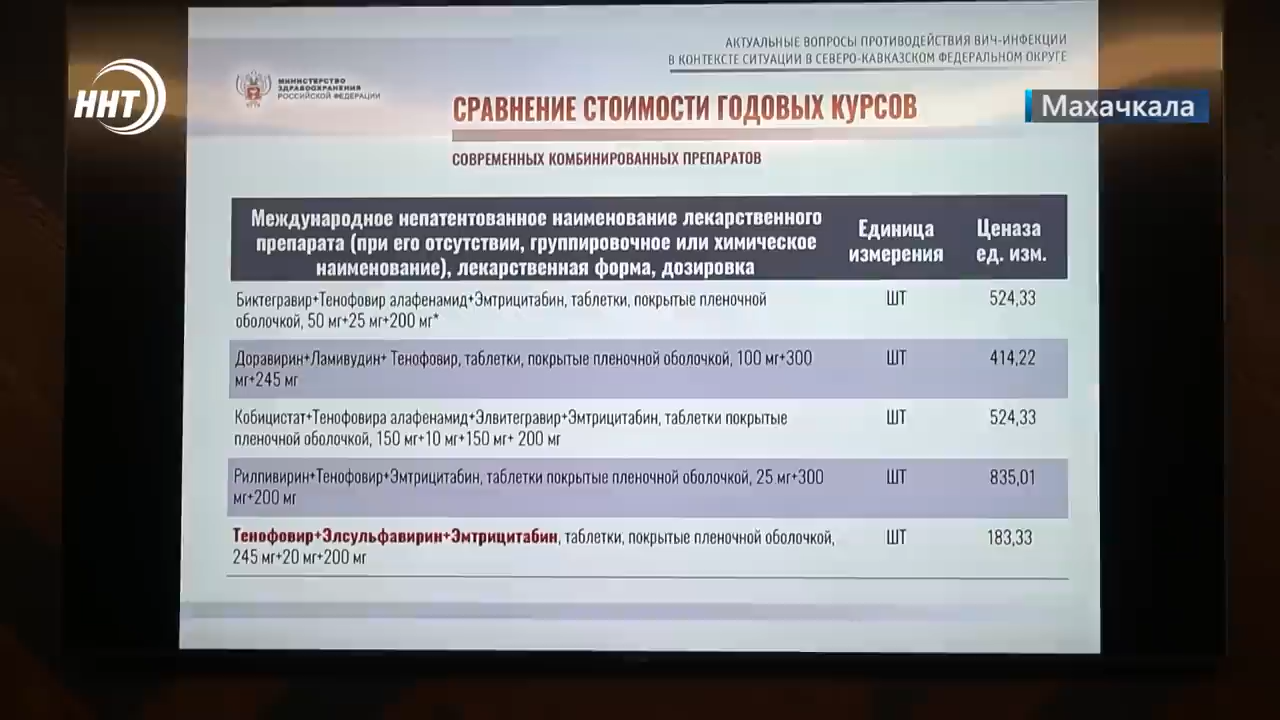 ННТ
АКТУАЛЬНЫЕ ВОПРОСЫ ПРОТИВОДЕЙСТВИЯ ВИЧ-ИНФЕКЦИИ
В КОНТЕКСТЕ СИТУАЦИИ В СЕВЕРО-КАВКАЗСКОМ ФЕДЕРАЛЬНОМ ОКРУГЕ
МИНИСТЕРСТВО
ЗДРАВООХРАНЕНИЯ
РОССИЙСКОЙ ФЕДЕРАЦИИ
СРАВНЕНИЕ СТОИМОСТИ ГОДОВЫХ КУРСОВ
Махачкала
СОВРЕМЕННЫХ КОМБИНИРОВАННЫХ ПРЕПАРАТОВ
Международное непатентованное наименование лекарственного
препарата (при его отсутствии, группировочное или химическое
наименование), лекарственная форма, дозировка
Единица
измерения
Ценаза
ед. изм.
Биктегравир+Тенофовир алафенамид+Эмтрицитабин, таблетки, покрытые пленочной
оболочкой, 50 мг+25 мг+200 мг*
ШТ
524,33
Доравирин+Ламивудин+ Тенофовир, таблетки, покрытые пленочной оболочкой, 100 мг+300
мг+245 мг
ШТ
414,22
Кобицистат+Тенофовира алафенамид+Элвитегравир+Эмтрицитабин, таблетки покрытые
пленочной оболочкой, 150 мг+10 мг+150 мг+ 200 мг
ШТ
524,33
Рилпивирин+Тенофовир+Эмтрицитабин, таблетки покрытые пленочной оболочкой, 25 мг+300
мг+200 мг
ШТ
835,01
Тенофовир+Элсульфавирин+Эмтрицитабин, таблетки, покрытые пленочной оболочкой,
245 мг+20 мг+200 мг
ШТ
183,33